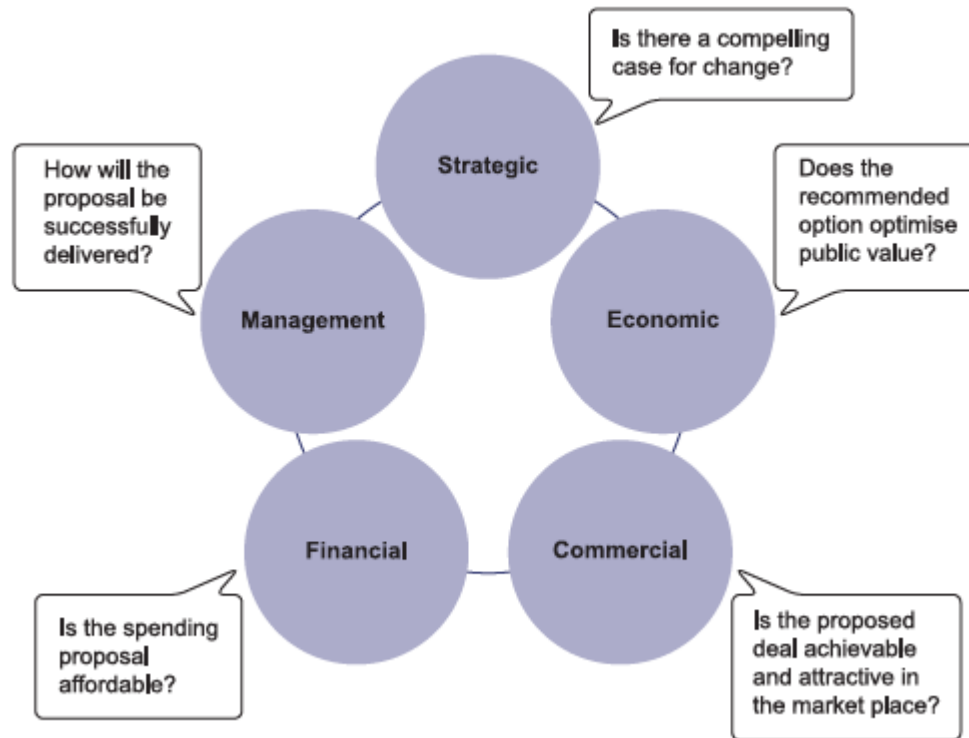 Is there a compelling
case for change?
Strategic
How will the
proposal be
successfully
delivered?
Does the
recommended
option optimise
public value?
Management
Economic
Financial
Commercial
Is the spending
proposal
affordable?
Is the proposed
deal achievable
and attractive in
the market place?